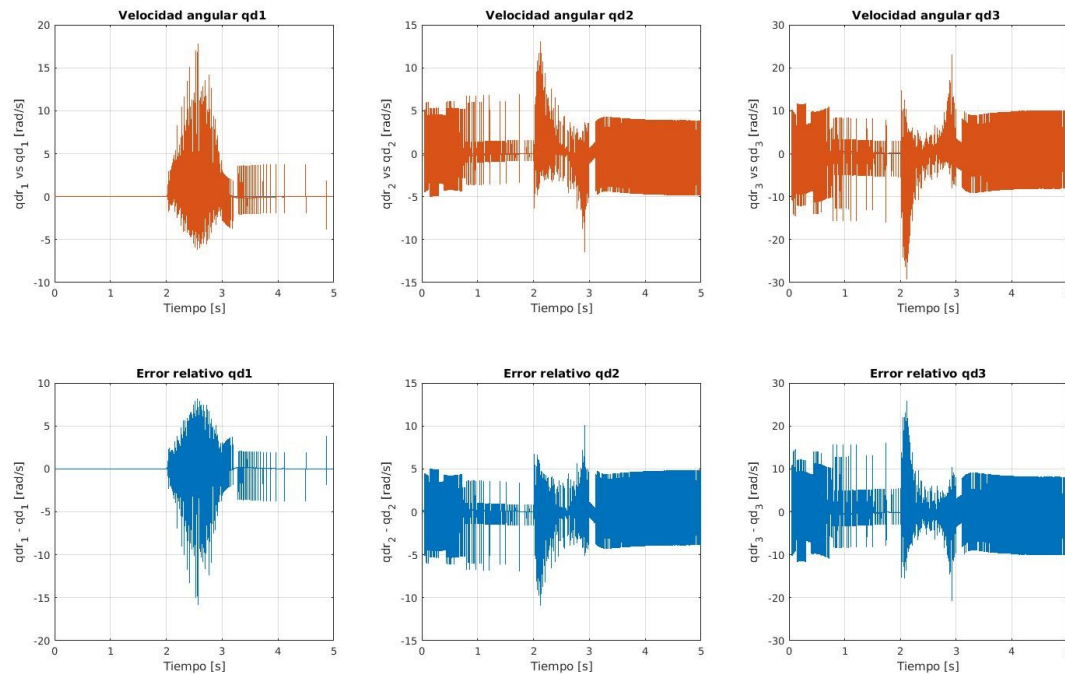 Velocidad angular qd1
20
15
10
5
0
-5
-10
qdr1 vs qd1 [rad/s]
0 1 2 3 4 5
Tiempo [s]
Velocidad angular qd2
15
10
5
0
-5
-10
-15
qdr2 vs qd2 [rad/s]
0 1 2 3 4 5
Tiempo [s]
Velocidad angular qd3
30
20
10
0
-10
-20
-30
qdr3 vs qd3 [rad/s]
0 1 2 3 4
Tiempo [s]
Error relativo qd1
10
5
0
-5
-10
-15
-20
qdr1 - qd1 [rad/s]
0 1 2 3 4 5
Tiempo [s]
Error relativo qd2
15
10
5
0
-5
-10
-15
qdr2 - qd2 [rad/s]
0 1 2 3 4 5
Tiempo [s]
Error relativo qd3
30
20
10
0
-10
-20
-30
qdr3 - qd3 [rad/s]
0 1 2 3 4
Tiempo [s]